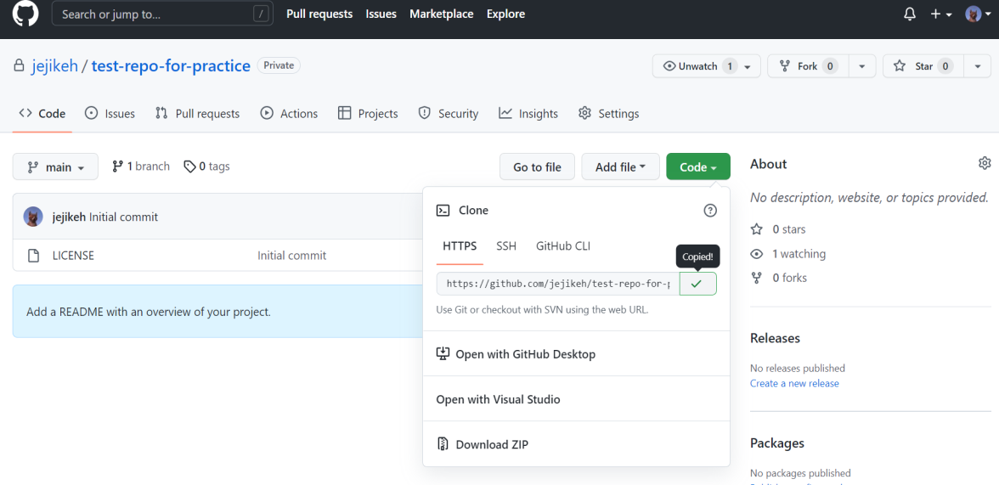 Search or jump to... /
Pull requests Issues Marketplace Explore
jejikeh / test-repo-for-practice Private
Unwatch 1 Fork 0 Star 0
Code Issues Pull requests Actions Projects Security Insights Settings
main 1 branch 0 tags
Go to file Add file Code
jejikeh Initial commit
LICENSE Initial commit
Add a README with an overview of your project.
Clone
HTTPS SSH GitHub CLI
Copied!
https://github.com/jejikeh/test-repo-for-
Use Git or checkout with SVN using the web URL.
Open with GitHub Desktop
Open with Visual Studio
Download ZIP
About
No description, website, or topics provided.
0 stars
1 watching
0 forks
Releases
No releases published
Create a new release
Packages
No packages published